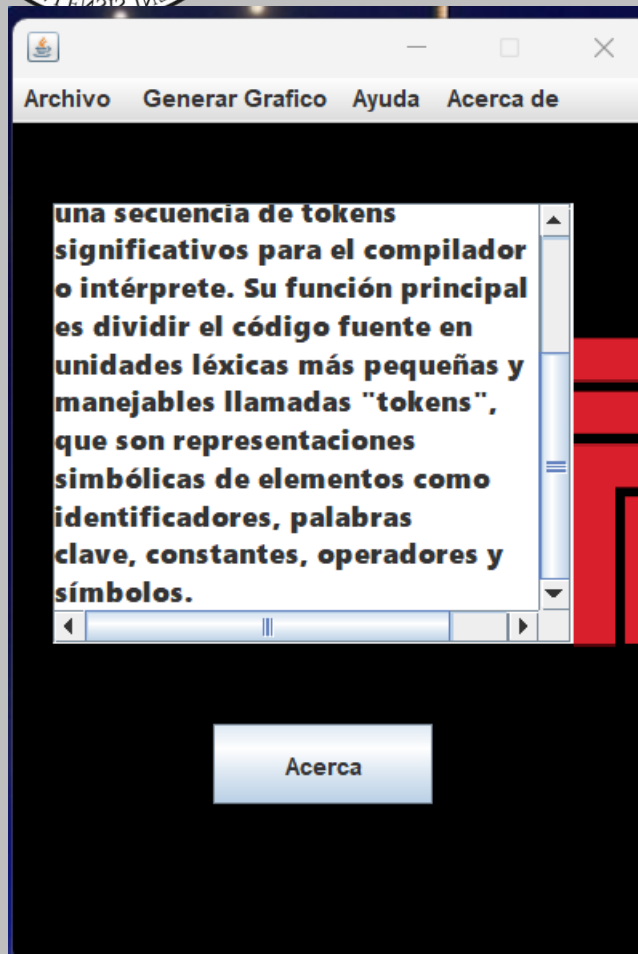 Archivo Generar Grafico Ayuda Acerca de
una secuencia de tokens
significativos para el compilador
o intérprete. Su función principal
es dividir el código fuente en
unidades léxicas más pequeñas y
manejables llamadas "tokens",
que son representaciones
simbólicas de elementos como
identificadores, palabras
clave, constantes, operadores y
símbolos.
Acerca